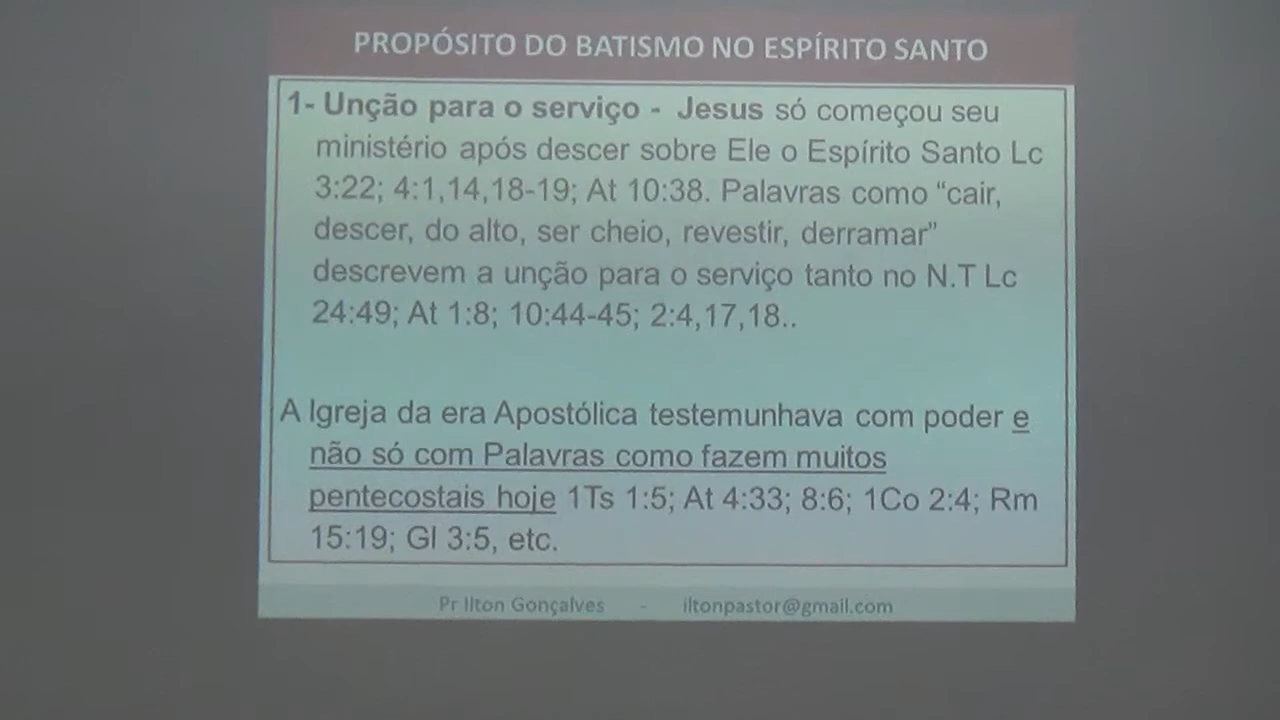 PROPÓSITO DO BATISMO NO ESPÍRITO SANTO
1- Unção para o serviço - Jesus só começou seu
ministério após descer sobre Ele o Espírito Santo Lc
3:22; 4:1,14,18-19; At 10:38. Palavras como “cair,
descer, do alto, ser cheio, revestir, derramar”
descrevem a unção para o serviço tanto no N.T Lc
24:49; At 1:8; 10:44-45; 2:4,17,18..
A Igreja da era Apostólica testemunhava com poder e
não só com Palavras como fazem muitos
pentecostais hoje 1Ts 1:5; At 4:33; 8:6; 1Co 2:4; Rm
15:19; Gl 3:5, etc.
Pr Ilton Gonçalves - iltonpastor@gmail.com